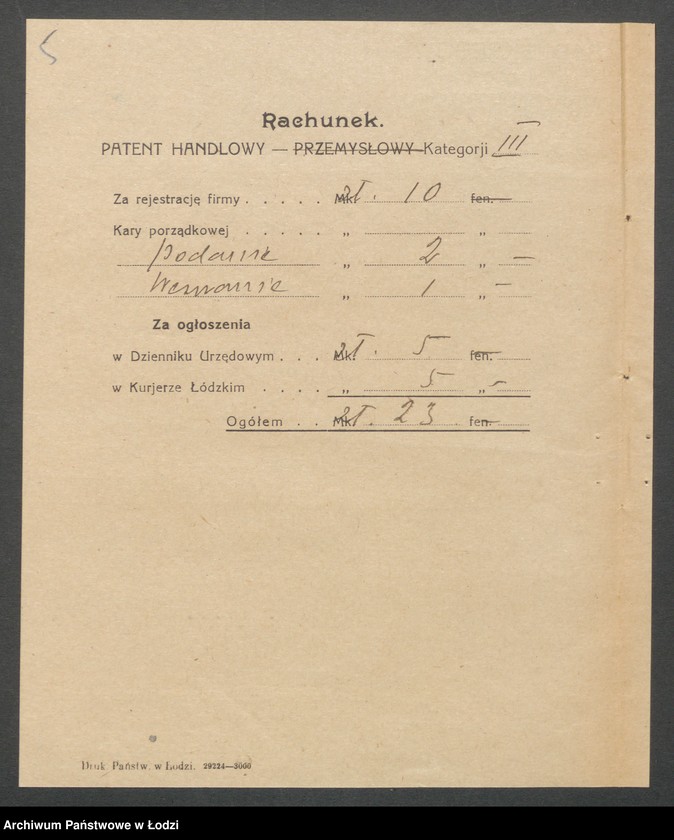 5
Rachunek.
PATENT HANDLOWY — PRZEMYSŁOWY Kategorji III
Za rejestrację firmy . . . . . Mk. zł. 10 fen.
Kary porządkowej . . . . . „ „
Podanie „ 2 „ —
Wezwanie „ 1 „ —
Za ogłoszenia
w Dzienniku Urzędowym . . . Mk. zł. 5 fen.
w Kurjerze Łódzkim . . . . „ 5 „ —
Ogółem . . Mk. zł. 23 fen.
Druk Państw. w Łodzi. 29224—3000
Archiwum Państwowe w Łodzi